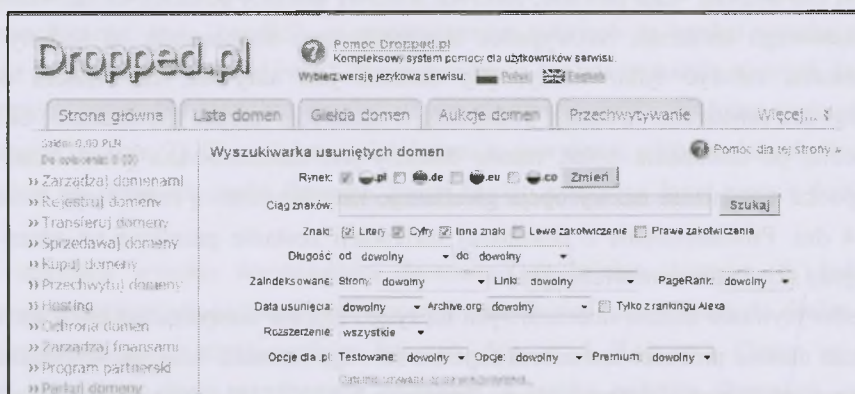 Dropped.pl
Pomoc Dropped.pl
Kompleksowy system pomocy dla użytkowników serwisu.
Wybierz wersję językową serwisu: Polski English
Strona główna Lista domen Giełda domen Aukcje domen Przechwytywanie Więcej...
Saldo: 0,00 PLN
Do opłacenia: 0 (0)
Wyszukiwarka usuniętych domen
Pomoc dla tej strony »
Rynek: .pl .de .eu .co Zmień
Ciąg znaków: Szukaj
Znaki: Litery Cyfry Inne znaki Lewe zakotwiczenie Prawe zakotwiczenie
Długość: od dowolny do dowolny
Zaindeksowane: Strony: dowolny Linki: dowolny PageRank: dowolny
Data usunięcia: dowolny Archive.org: dowolny Tylko z rankingu Alexa
Rozszerzenie: wszystkie
Opcje dla .pl: Testowane: dowolny Opcje: dowolny Premium: dowolny
» Zarządzaj domenami
» Rejestruj domeny
» Transferuj domeny
» Sprzedawaj domeny
» Kupuj domeny
» Przechwytuj domeny
» Hosting
» Ochrona domen
» Zarządzaj finansami
» Program partnerski
» Parkuj domeny